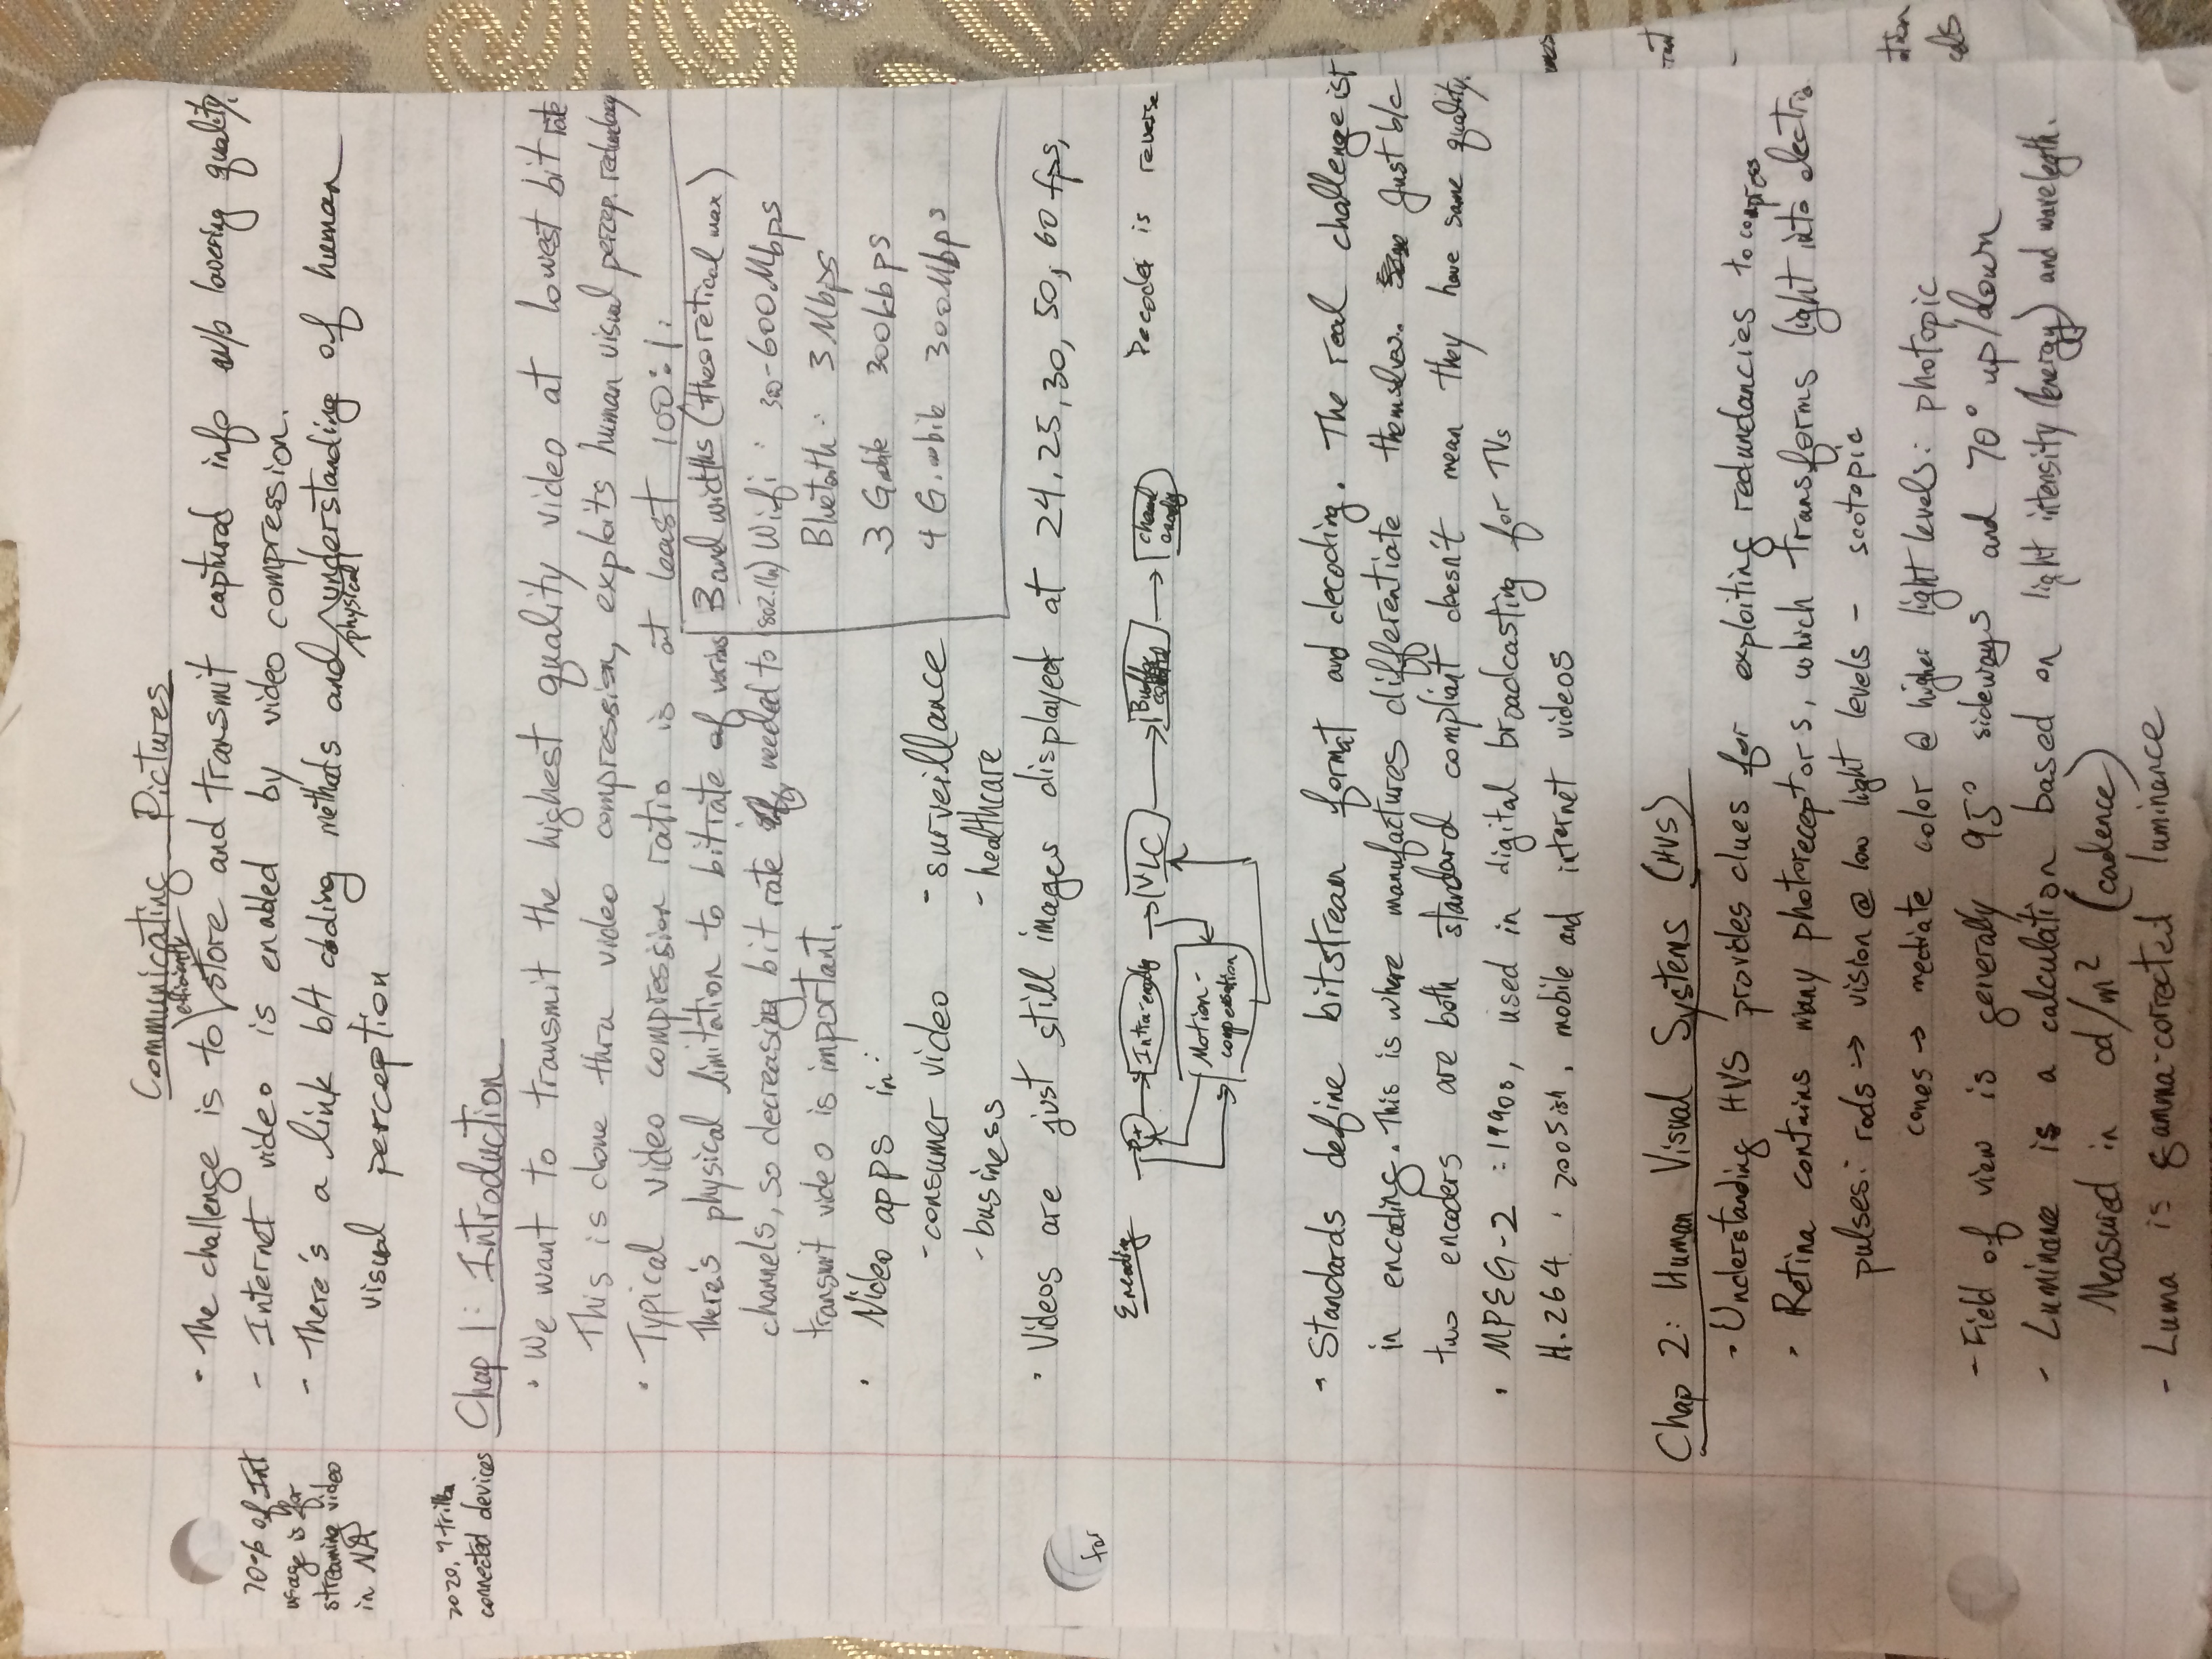 Communicating Pictures
- The challenge is to efficiently store and transmit captured info w/o lowering quality.
70% of Int
usage is for
streaming video
in NA
- Internet video is enabled by video compression.
- There's a link b/t coding methods and physical understanding of human
visual perception
2020, trillion
connected devices
Chap 1: Introduction
· We want to transmit the highest quality video at lowest bit rate
This is done thru video compression, exploits human visual percep. redundancy
· Typical video compression ratio is at least 100:1.
There's physical limitation to bitrate of various
channels, so decreasing bit rate needed to
transmit video is important.
Bandwidths (theoretical max)
(802.11n) Wifi: 30-600Mbps
Bluetooth: 3 Mbps
3G mobile 300kbps
4G mobile 300Mbps
· Video apps in:
- consumer video - surveillance
- business - healthcare
· Videos are just still images displayed at 24, 25, 30, 50, 60 fps,
for
Encoding
+
Intra-encodg
VLC
Buffer
control
channel
encodg
Decoder is reverse
Motion-
compensation
· Standards define bitstream format and decoding. The real challenge is
in encoding. This is where manufactures differentiate themselves. Just b/c
two encoders are both standard compliant doesn't mean they have same quality.
· MPEG-2 : 1990s, used in digital broadcasting for TVs
H.264 : 2005ish, mobile and internet videos
Chap 2: Human Visual Systems (HVS)
· Understanding HVS provides clues for exploiting redundancies to compress
· Retina contains many photoreceptors, which transforms light into electric
pulses: rods → vision @ low light levels - scotopic
cones → mediate color @ higher light levels: photopic
- Field of view is generally 95° sideways and 70° up/down
- Luminance is a calculation based on light intensity (energy) and wavelegth.
Measured in cd/m² (cadence)
- Luma is gamma-corrected luminance